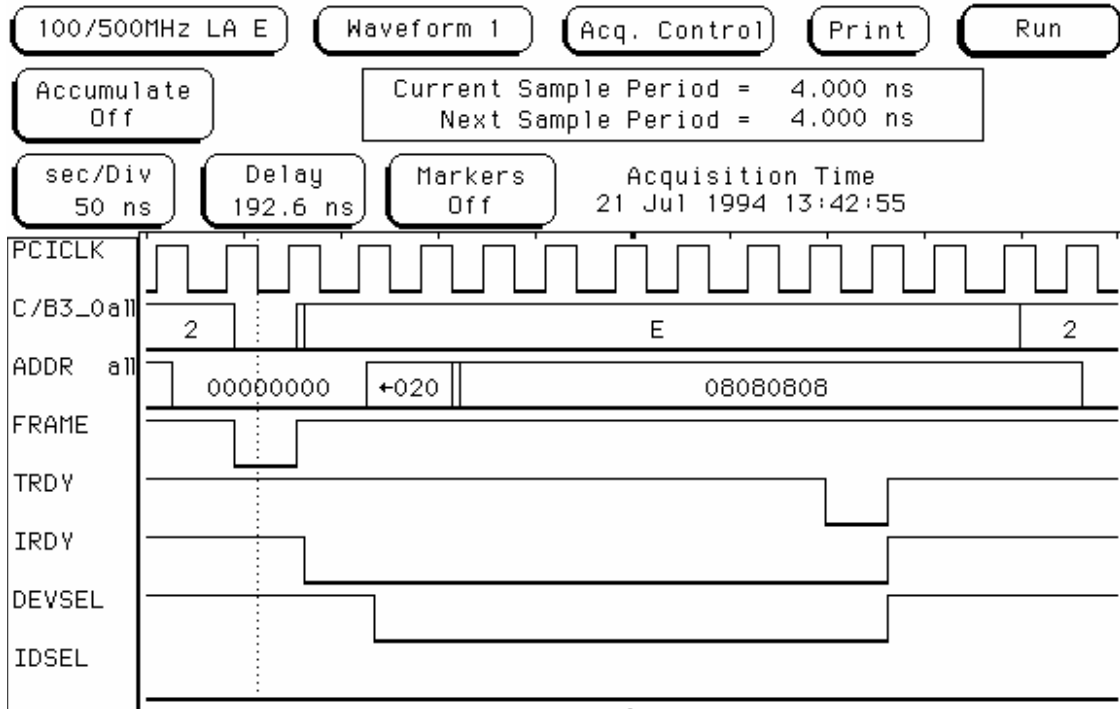 100/500MHz LA E Waveform 1 Acq. Control Print Run
Accumulate Off
Current Sample Period = 4.000 ns
Next Sample Period = 4.000 ns
sec/Div 50 ns
Delay 192.6 ns
Markers Off
Acquisition Time
21 Jul 1994 13:42:55
PCICLK
C/B3_0all 2 E 2
ADDR all 00000000 ←020 08080808
FRAME
TRDY
IRDY
DEVSEL
IDSEL